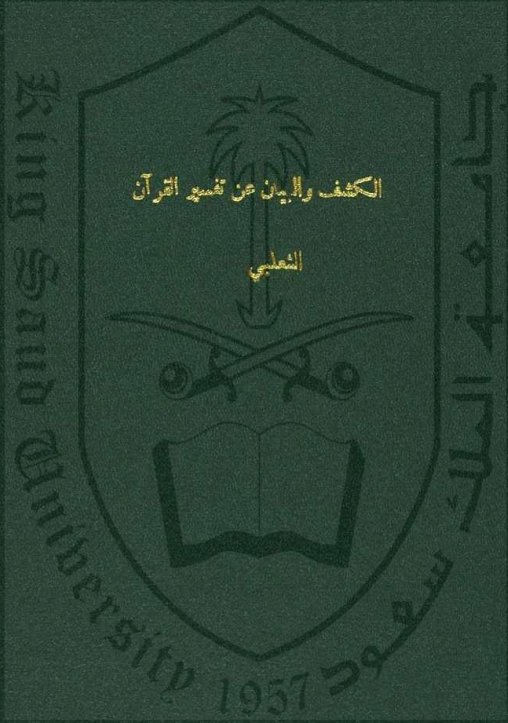 الكشف والبيان عن تفسير القرآن
الثعلبي
King Saud University 1957
جامعة الملك سعود